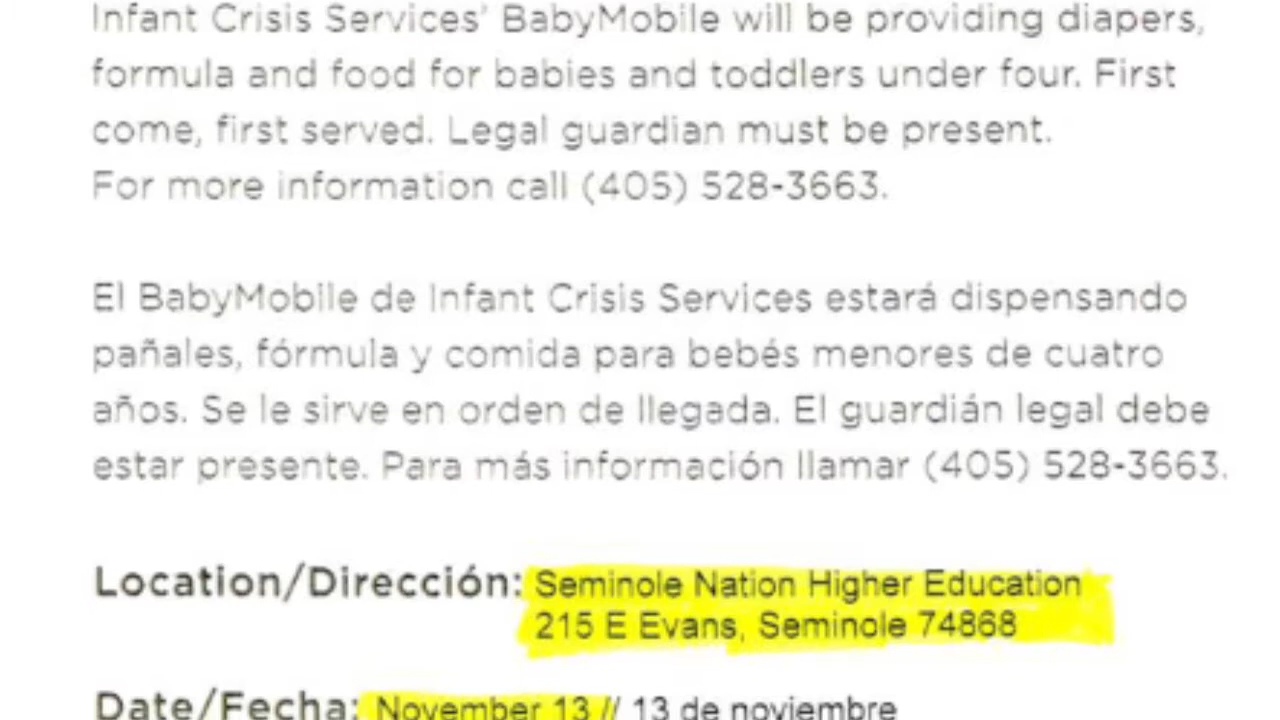 Infant Crisis Services' BabyMobile will be providing diapers,
formula and food for babies and toddlers under four. First
come, first served. Legal guardian must be present.
For more information call (405) 528-3663.
El BabyMobile de Infant Crisis Services estará dispensando
pañales, fórmula y comida para bebés menores de cuatro
años. Se le sirve en orden de llegada. El guardián legal debe
estar presente. Para más información llamar (405) 528-3663.
Location/Dirección: Seminole Nation Higher Education
215 E Evans, Seminole 74868
Date/Fecha: November 13 // 13 de noviembre